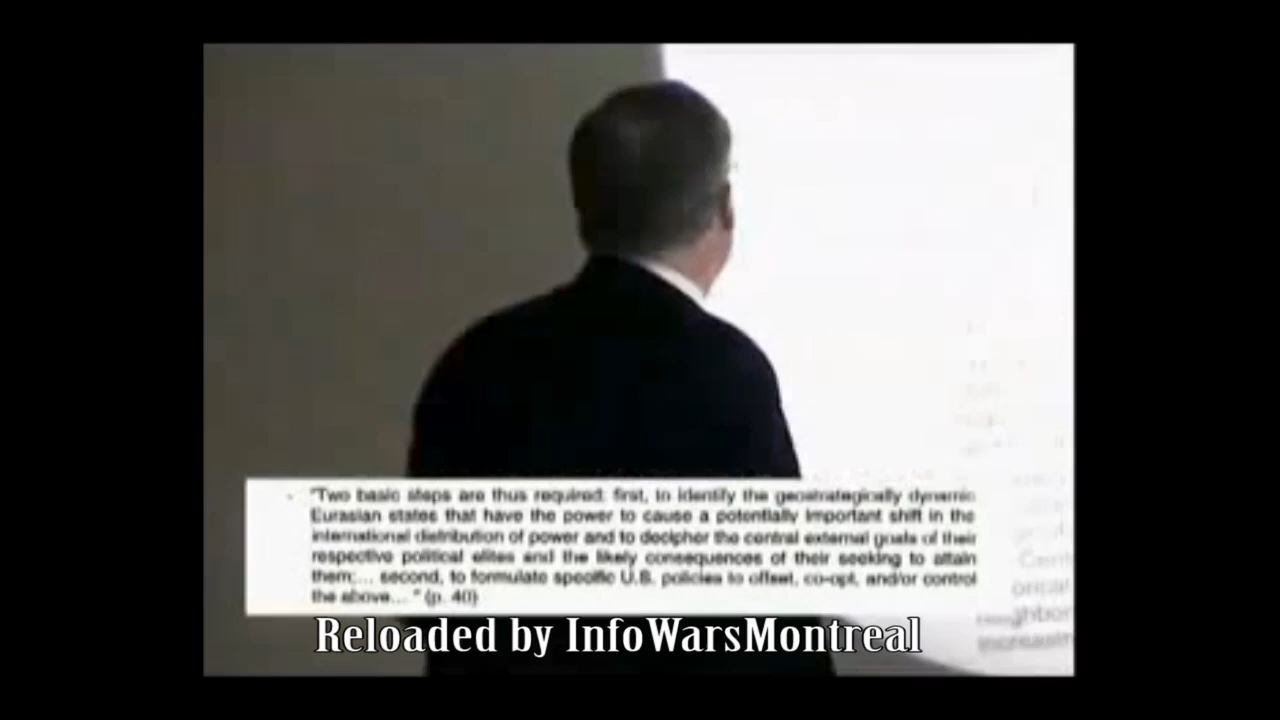 "Two basic steps are thus required: first, to identify the geostrategically dynamic
Eurasian states that have the power to cause a potentially important shift in the
international distribution of power and to decipher the central external goals of their
respective political elites and the likely consequences of their seeking to attain
them;... second, to formulate specific U.S. policies to offset, co-opt, and/or control
the above..." (p. 40)
Reloaded by InfoWarsMontreal